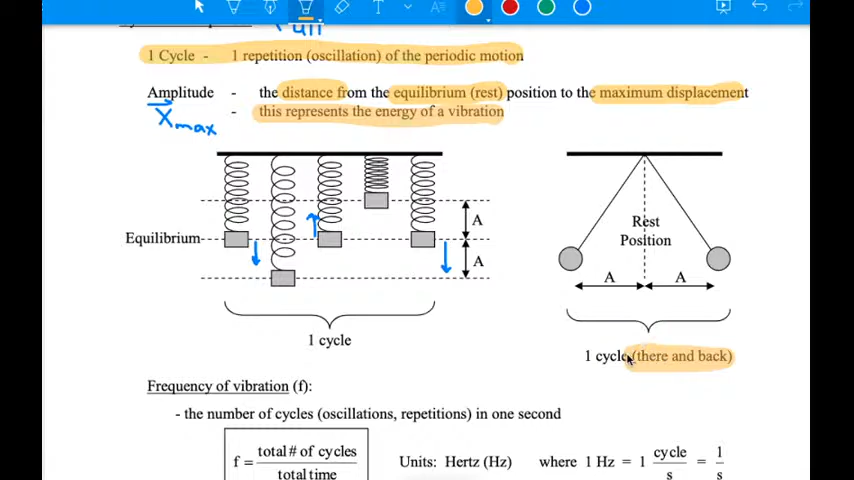 ull
1 Cycle - 1 repetition (oscillation) of the periodic motion
Amplitude - the distance from the equilibrium (rest) position to the maximum displacement
X max - this represents the energy of a vibration
Rest
Position
A
Equilibrium
A
A A
1 cycle
1 cycle (there and back)
Frequency of vibration (f):
- the number of cycles (oscillations, repetitions) in one second
f = total # of cycles / total time Units: Hertz (Hz) where 1 Hz = 1 cycle / s = 1 / s